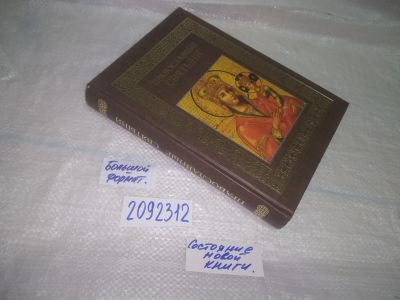 Большой
формат.
2092312
Состояние
новой
книги.